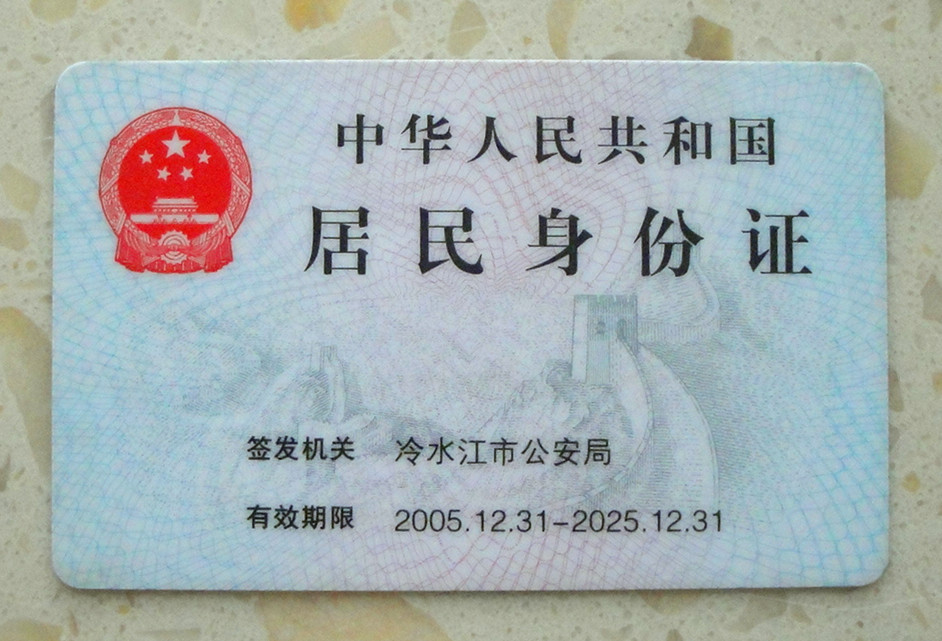 中华人民共和国
居民身份证
签发机关 冷水江市公安局
有效期限 2005.12.31-2025.12.31